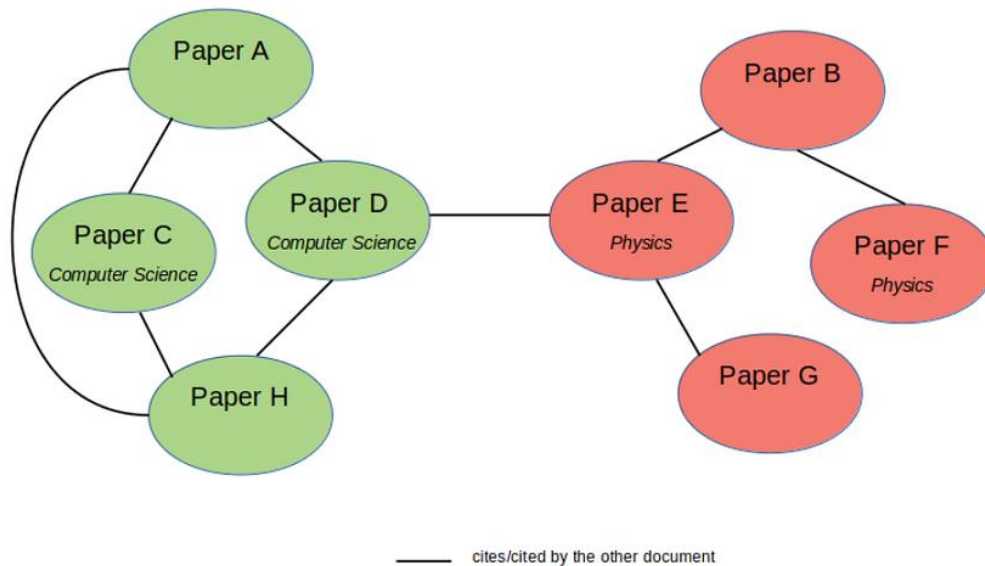 Paper A
Paper B
Paper D
Computer Science
Paper E
Physics
Paper C
Computer Science
Paper F
Physics
Paper H
Paper G
cites/cited by the other document